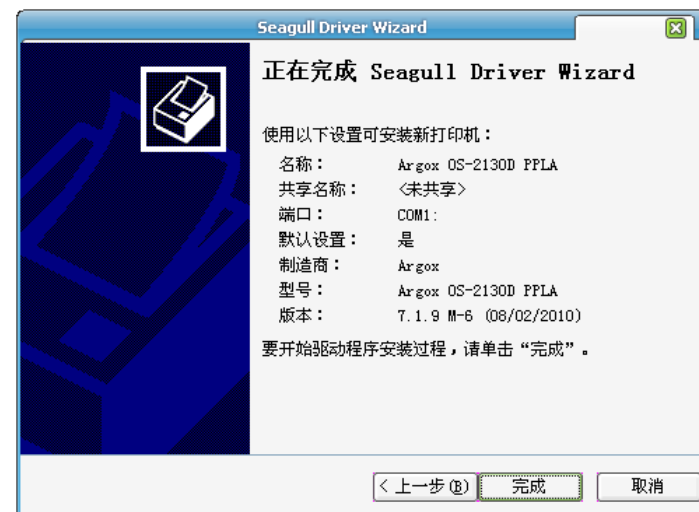 Seagull Driver Wizard
正在完成 Seagull Driver Wizard
使用以下设置可安装新打印机：
名称： Argox OS-2130D PPLA
共享名称： <未共享>
端口： COM1:
默认设置： 是
制造商： Argox
型号： Argox OS-2130D PPLA
版本： 7.1.9 M-6 (08/02/2010)
要开始驱动程序安装过程，请单击“完成”。
< 上一步(B) 完成 取消